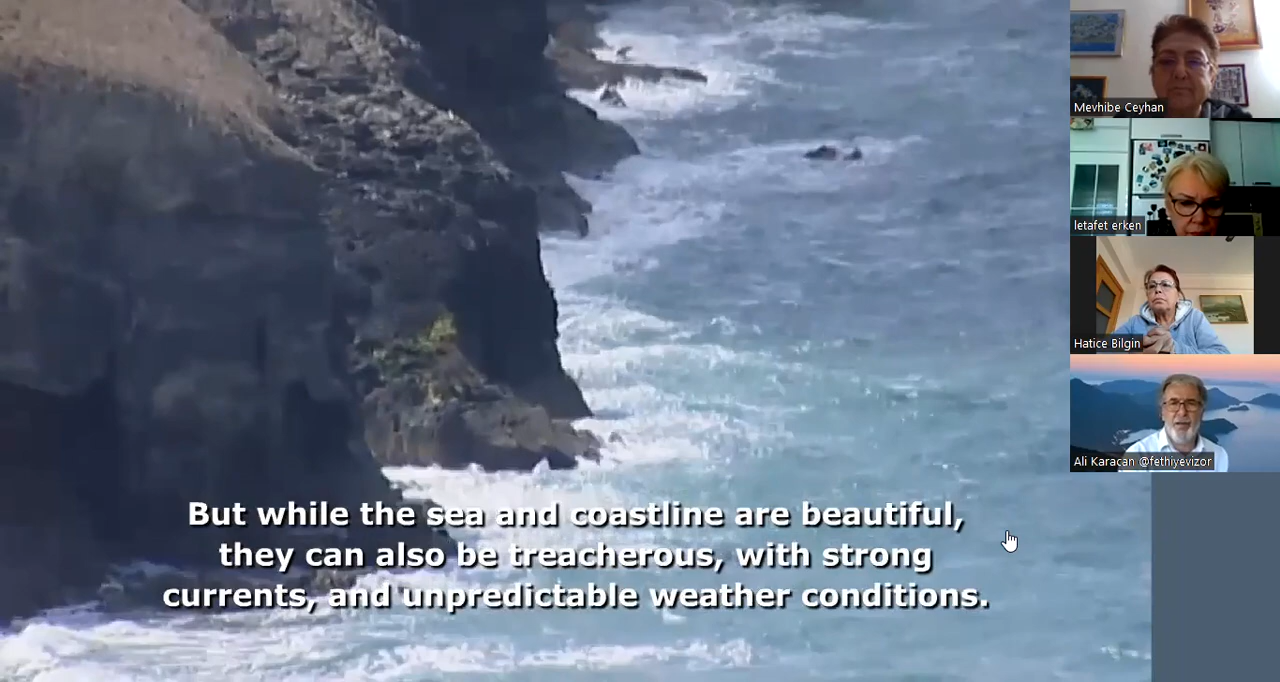 Mevhibe Ceyhan
letafet erken
Hatice Bilgin
Ali Karaçan @fethiyevizor
But while the sea and coastline are beautiful,
they can also be treacherous, with strong
currents, and unpredictable weather conditions.